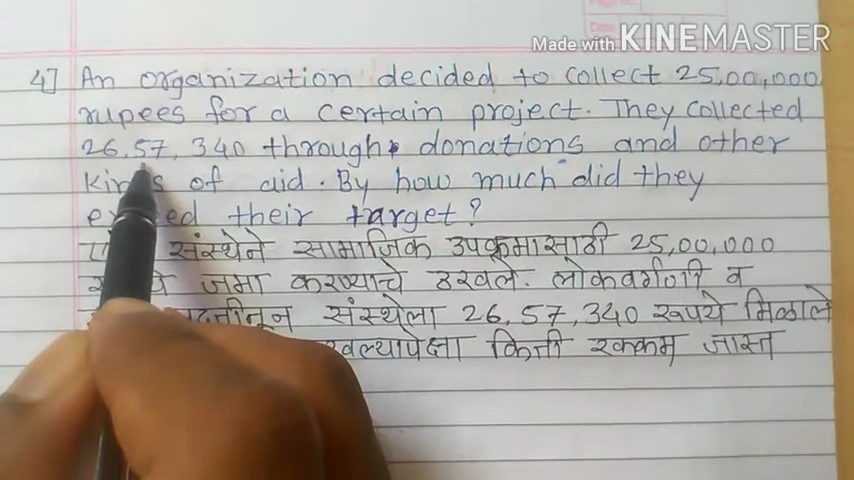 Made with KINEMASTER
4] An organization decided to collect 25,00,000
rupees for a certain project. They collected
26,57,340 through donations and other
of aid. By how much did they
their target?
संस्थेने सामाजिक उपक्रमासाठी 25,00,000
जमा करण्याचे ठरवले. लोकवर्गणी व
संस्थेला 26,57,340 रुपये मिळाले
किती रक्कम जास्त